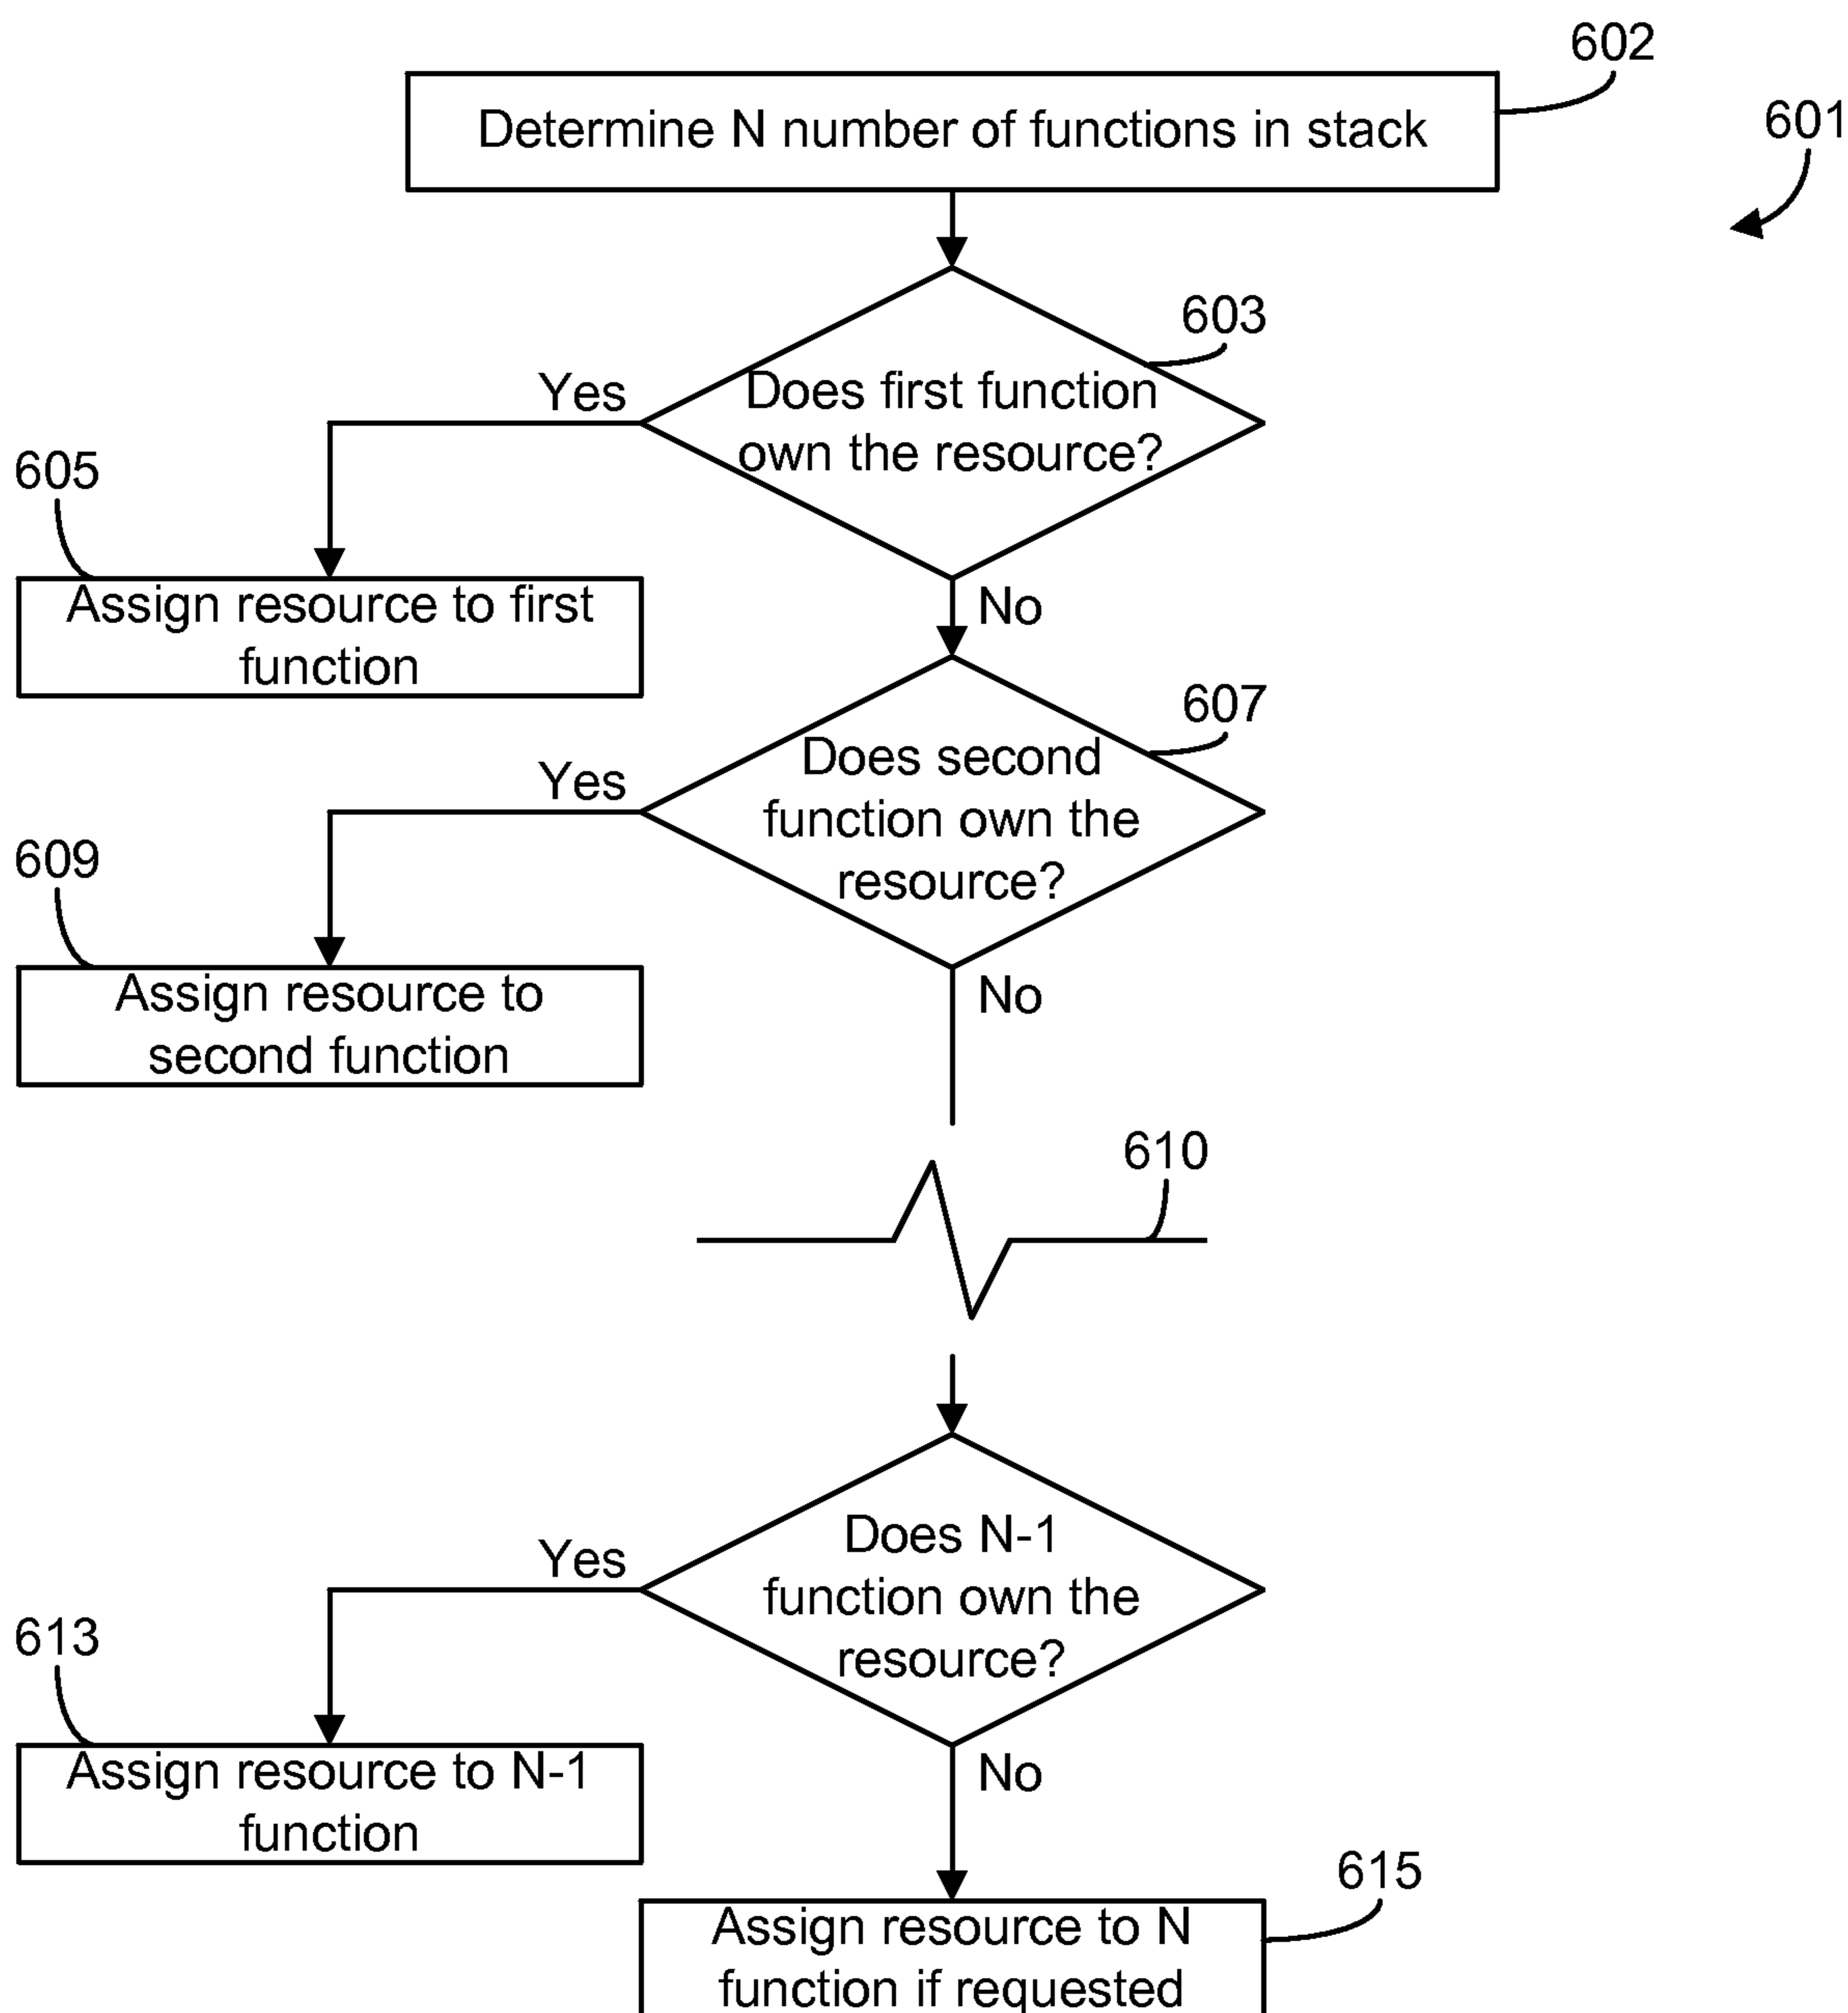 602
Determine N number of functions in stack
601
603
Yes
Does first function
own the resource?
605
Assign resource to first
function
No
607
Does second
function own the
resource?
Yes
609
Assign resource to
second function
No
610
Does N-1
function own the
resource?
Yes
613
Assign resource to N-1
function
No
615
Assign resource to N
function if requested